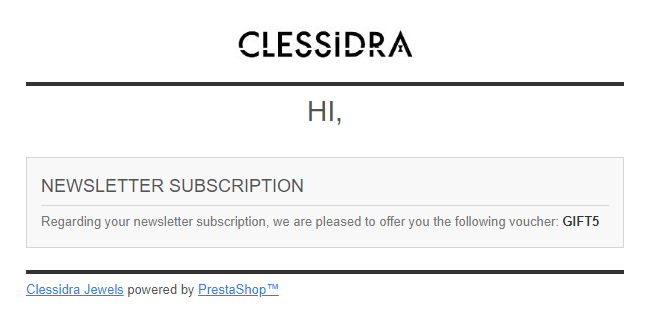 CLESSiDRA
HI,
NEWSLETTER SUBSCRIPTION
Regarding your newsletter subscription, we are pleased to offer you the following voucher: GIFT5
Clessidra Jewels powered by PrestaShop™